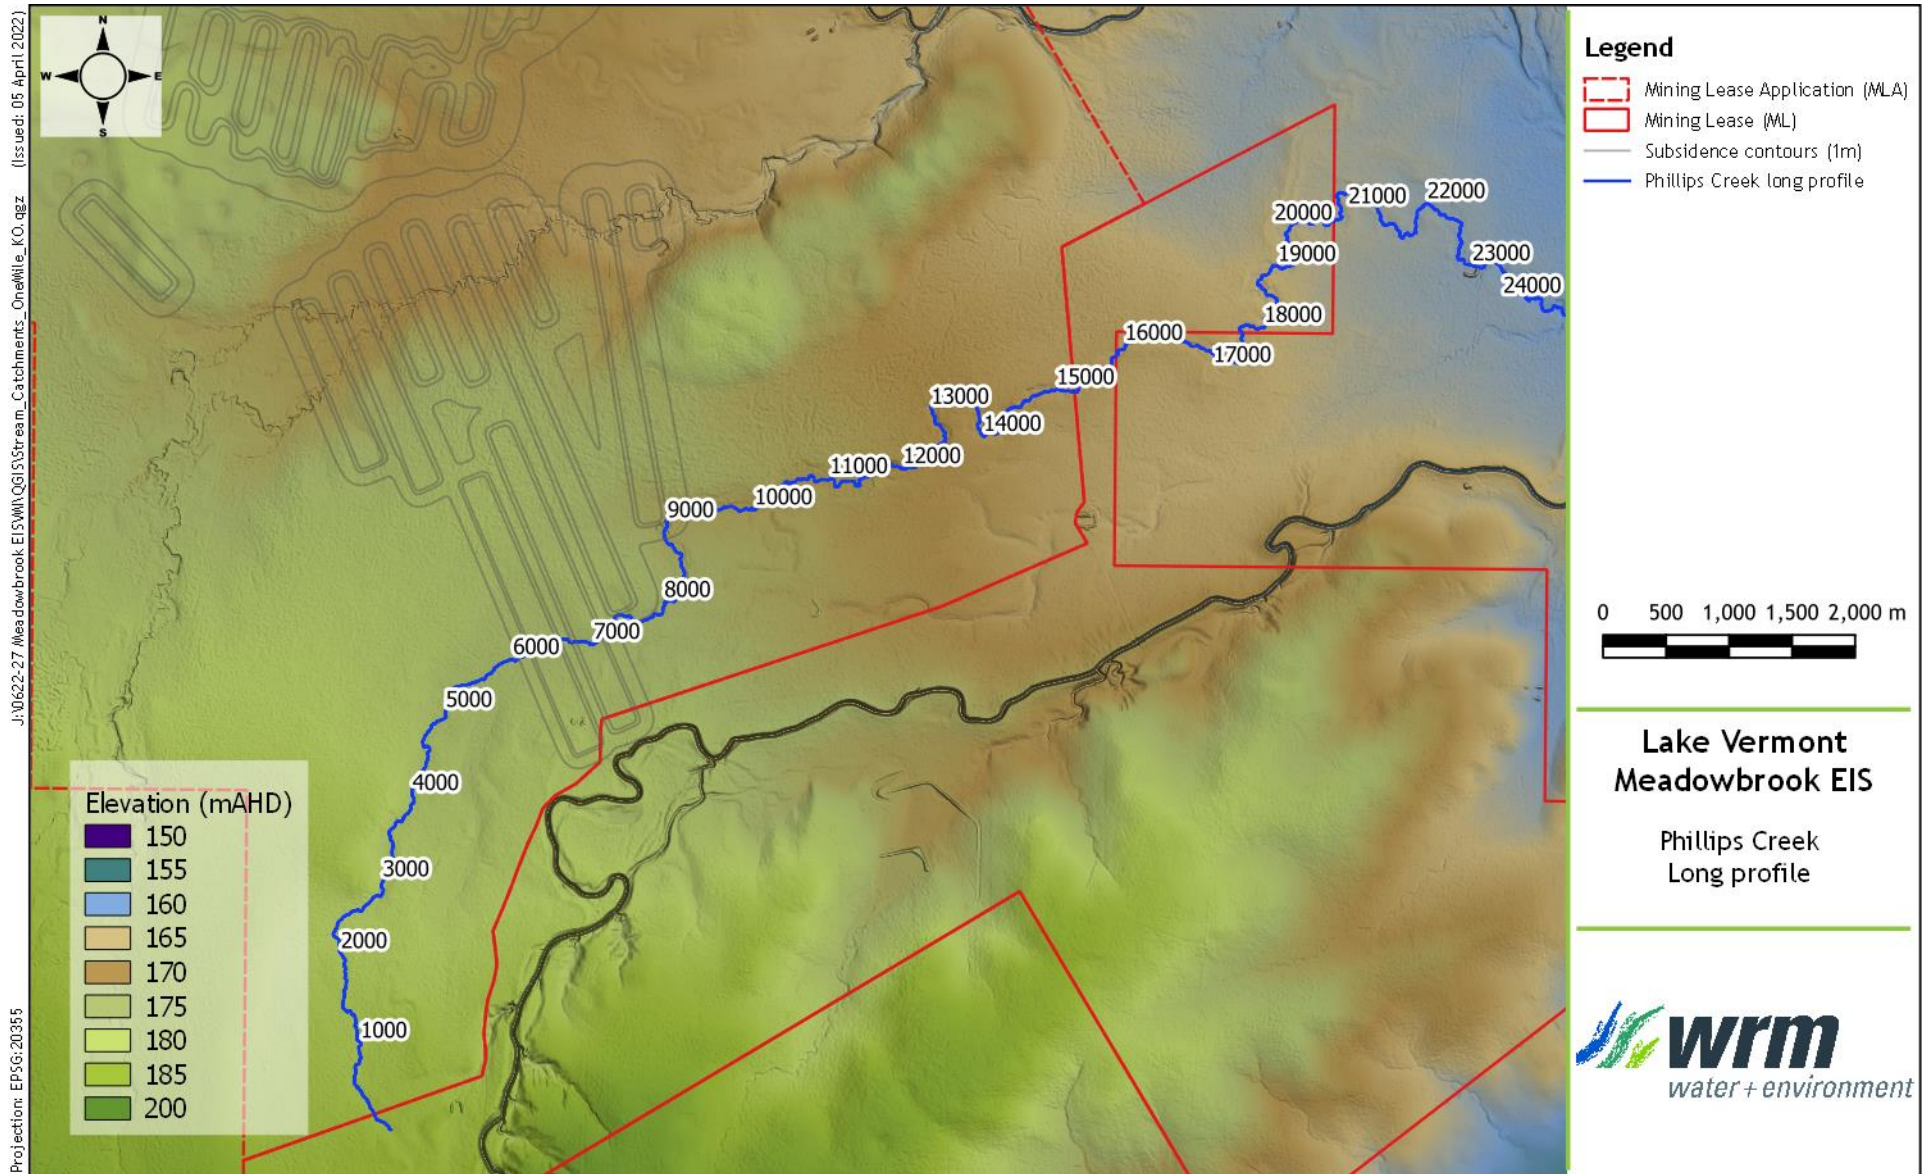 J:\0622-27 Meadowbrook EIS\WI\QGIS\Stream_Catchments_OneMile_KO.qgz (Issued: 05 April 2022)
Projection: EPSG:20355
N
W E
S
1000
2000
3000
4000
5000
6000
7000
8000
9000
10000
11000
12000
13000
14000
15000
16000
17000
18000
19000
20000
21000
22000
23000
24000
Elevation (mAHD)
150
155
160
165
170
175
180
185
200
Legend
Mining Lease Application (MLA)
Mining Lease (ML)
Subsidence contours (1m)
Phillips Creek long profile
0 500 1,000 1,500 2,000 m
Lake Vermont
Meadowbrook EIS
Phillips Creek
Long profile
wrm
water + environment